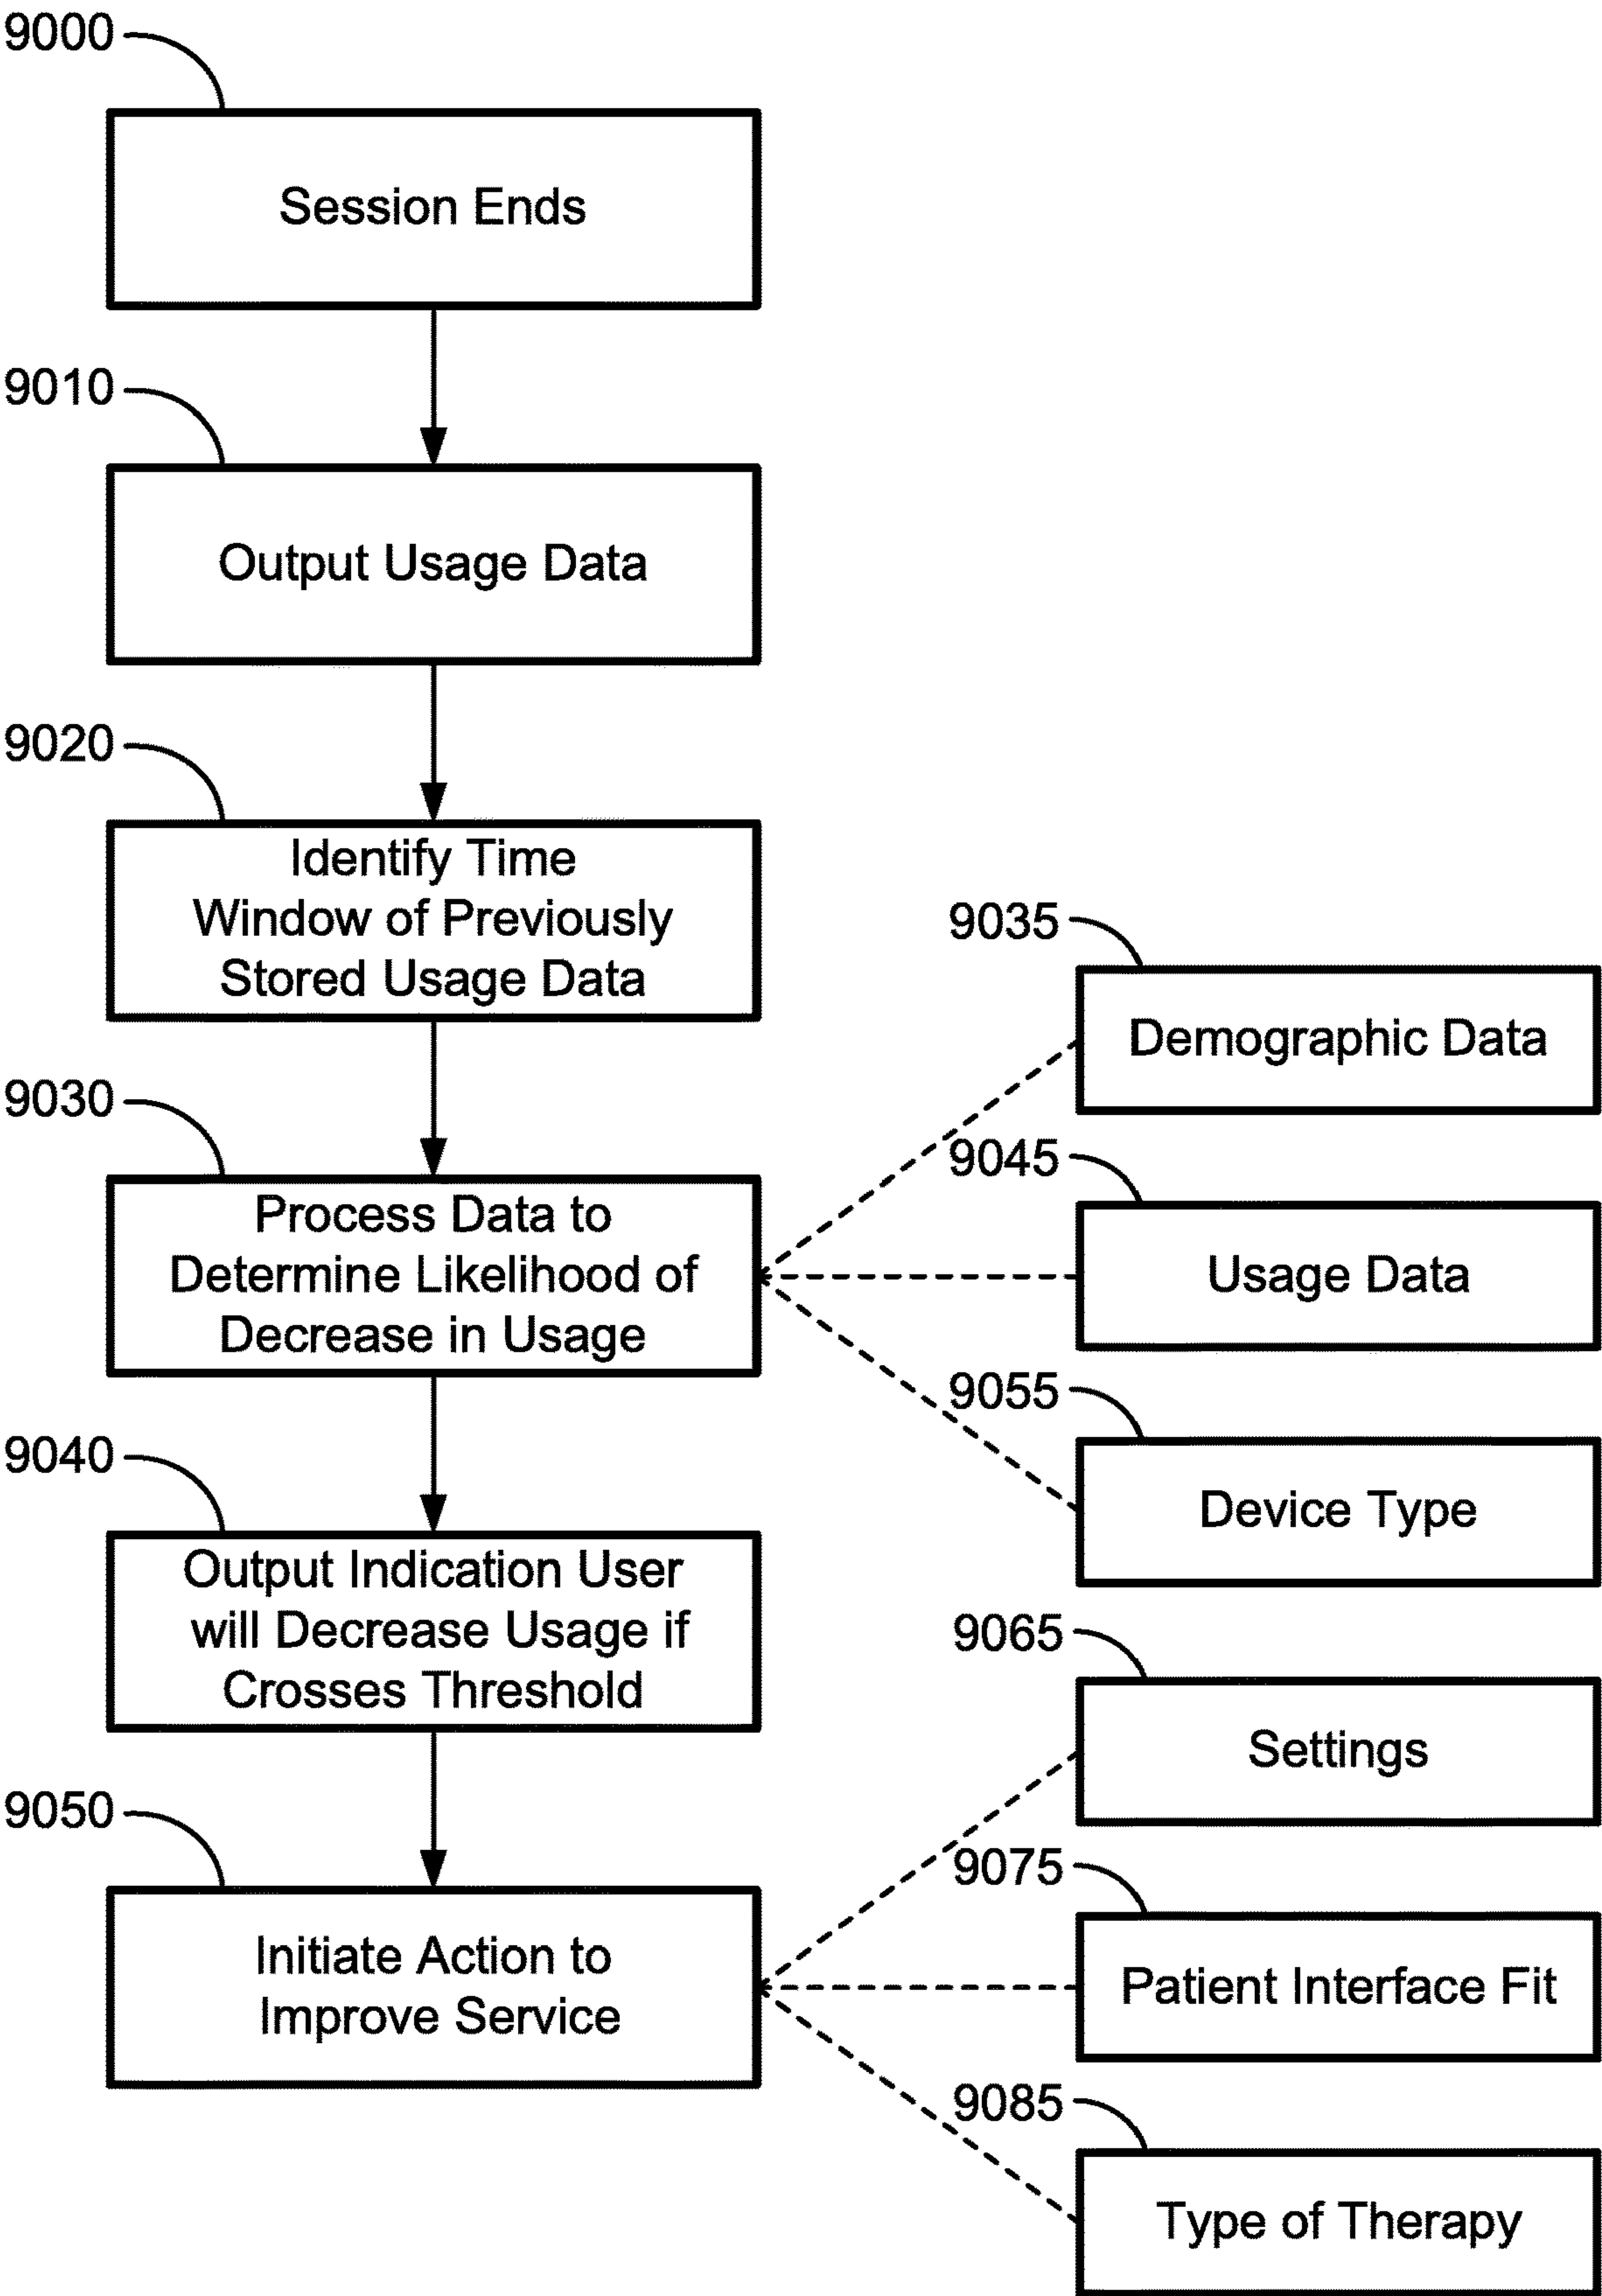 9000
Session Ends
9010
Output Usage Data
9020
Identify Time
Window of Previously
Stored Usage Data
9030
Process Data to
Determine Likelihood of
Decrease in Usage
9035
Demographic Data
9045
Usage Data
9055
Device Type
9040
Output Indication User
will Decrease Usage if
Crosses Threshold
9050
Initiate Action to
Improve Service
9065
Settings
9075
Patient Interface Fit
9085
Type of Therapy